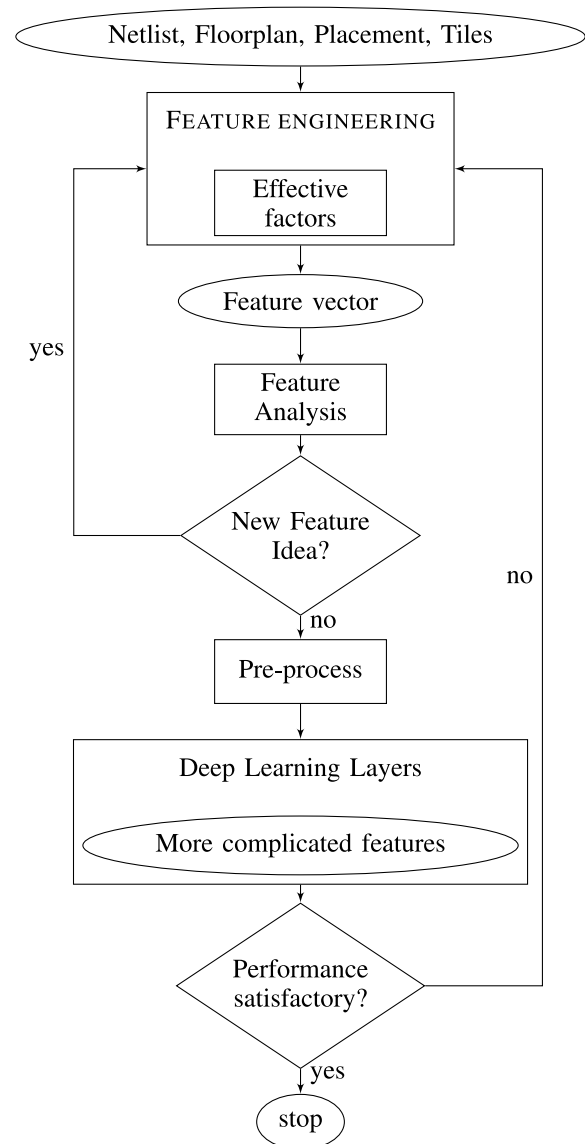 Netlist, Floorplan, Placement, Tiles
FEATURE ENGINEERING
Effective
factors
Feature vector
yes
Feature
Analysis
New Feature
Idea?
no
no
Pre-process
Deep Learning Layers
More complicated features
Performance
satisfactory?
yes
stop